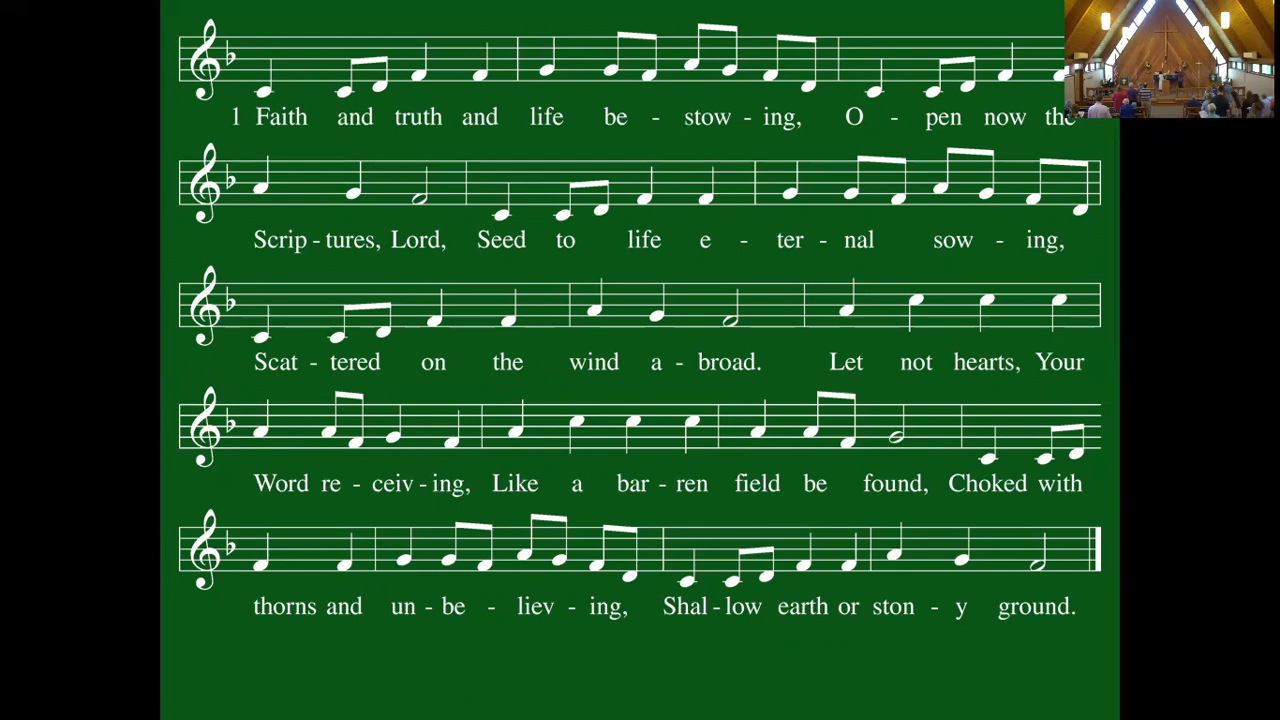 1 Faith and truth and life be - stow - ing, O - pen now the
Scrip - tures, Lord, Seed to life e - ter - nal sow - ing,
Scat - tered on the wind a - broad. Let not hearts, Your
Word re - ceiv - ing, Like a bar - ren field be found, Choked with
thorns and un - be - liev - ing, Shal - low earth or ston - y ground.